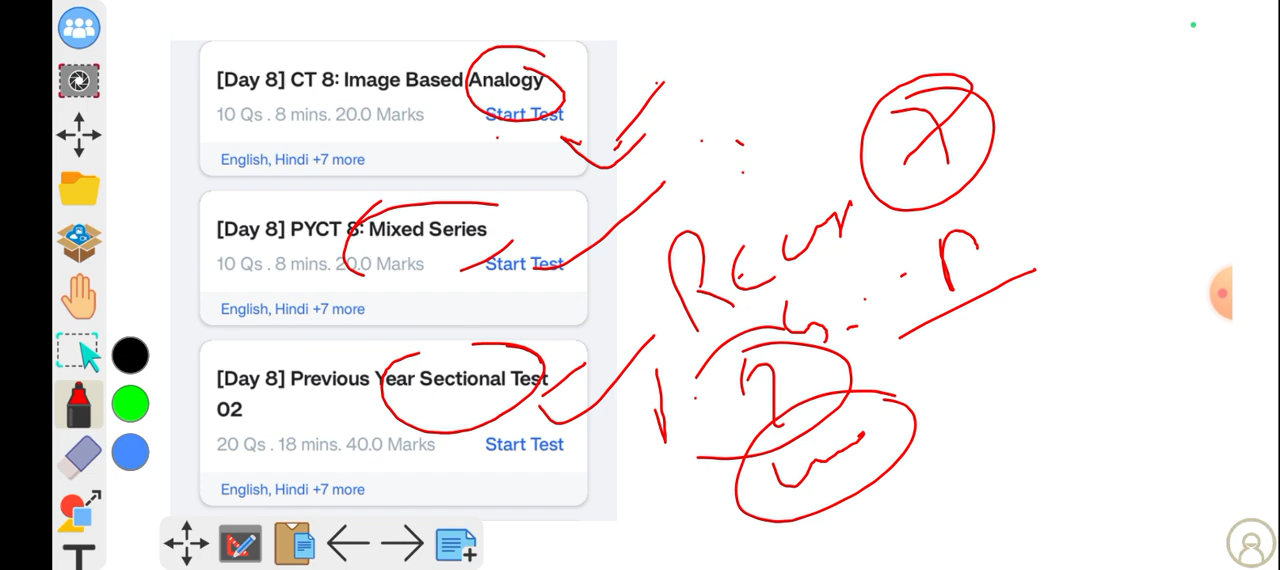 [Day 8] CT 8: Image Based Analogy
10 Qs . 8 mins. 20.0 Marks Start Test
English, Hindi +7 more
[Day 8] PYCT 8: Mixed Series
10 Qs . 8 mins. 20.0 Marks Start Test
English, Hindi +7 more
[Day 8] Previous Year Sectional Test
02
20 Qs . 18 mins. 40.0 Marks Start Test
English, Hindi +7 more